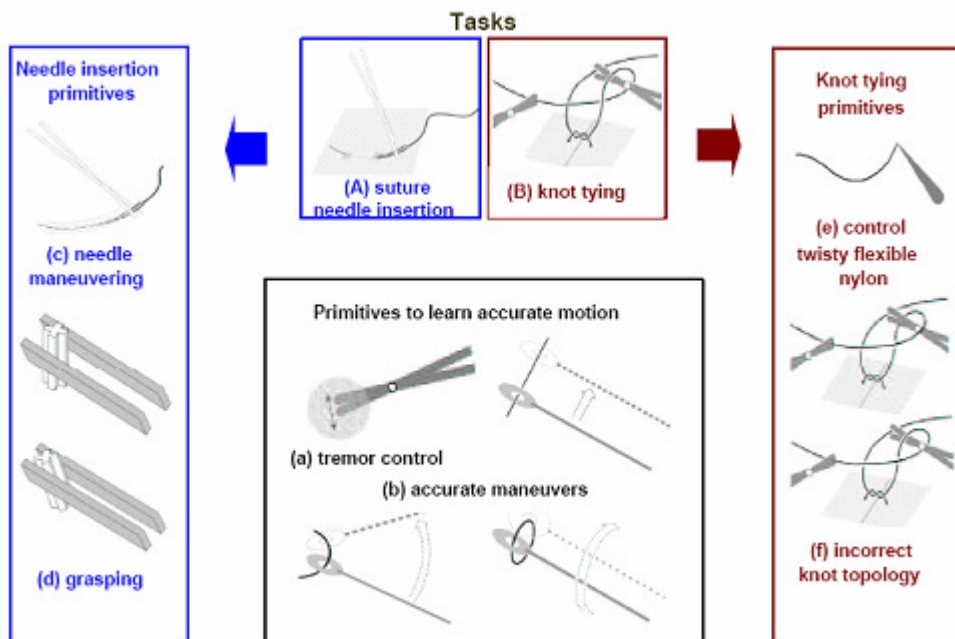 Tasks
Needle insertion
primitives
(c) needle
maneuvering
(d) grasping
(A) suture
needle insertion
(B) knot tying
Primitives to learn accurate motion
(a) tremor control
(b) accurate maneuvers
Knot tying
primitives
(e) control
twisty flexible
nylon
(f) incorrect
knot topology